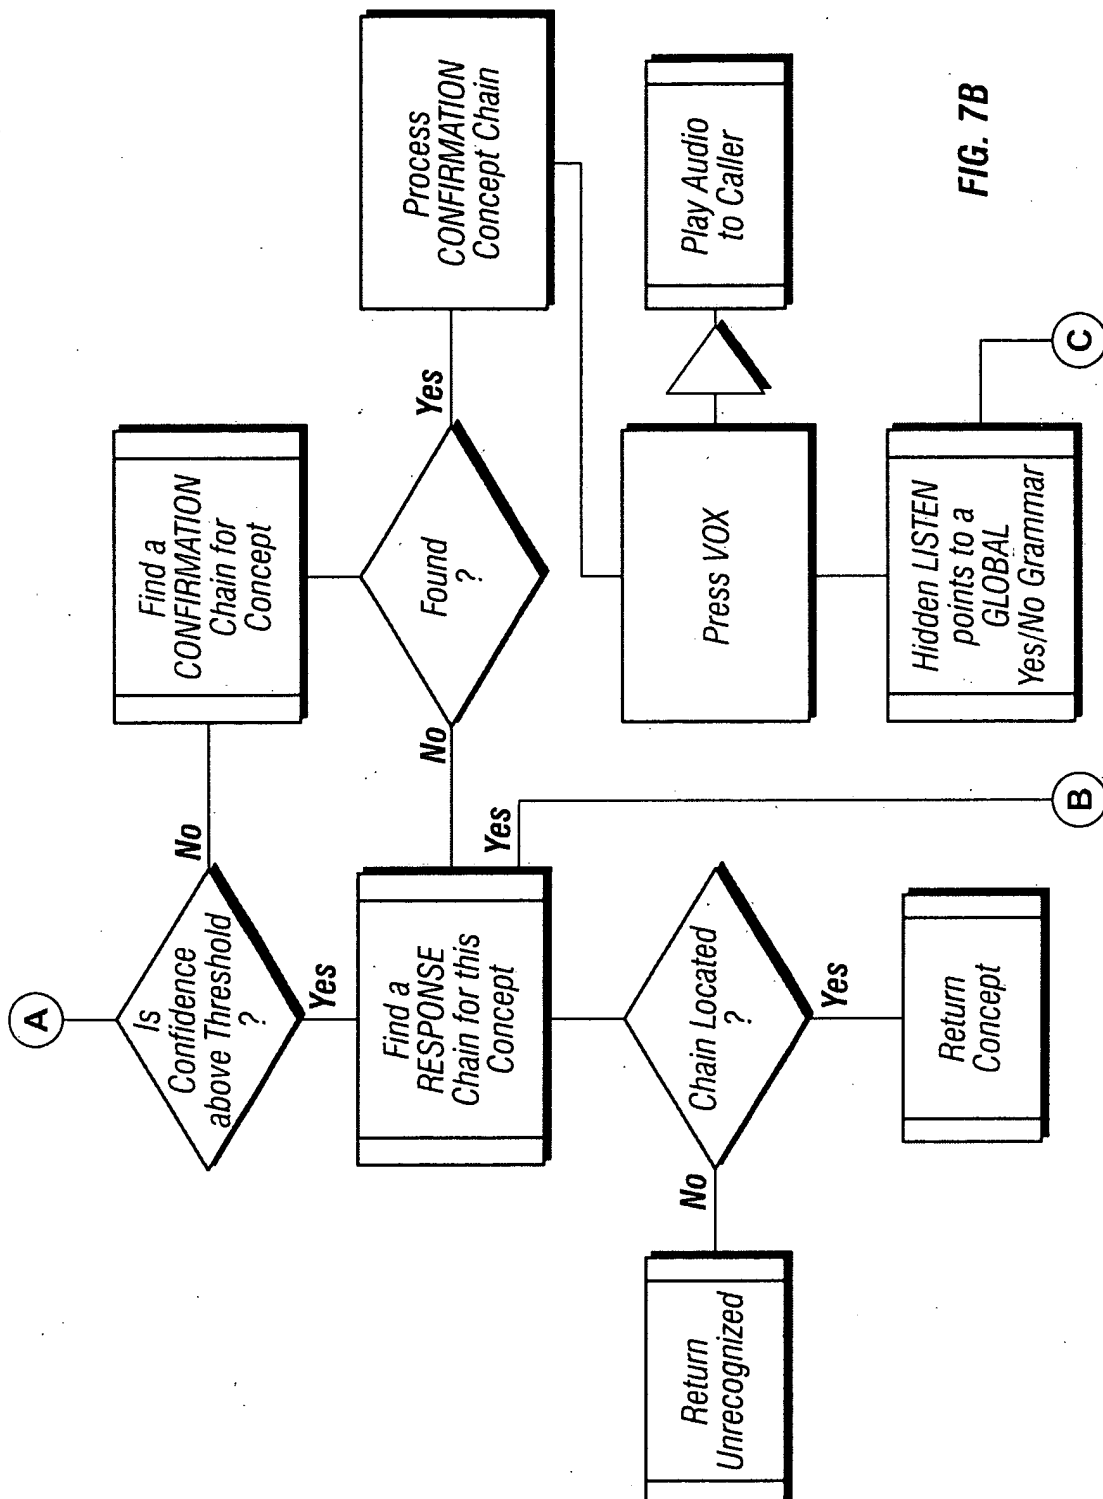 A
Is
Confidence
above Threshold
?
No
Yes
Find a
CONFIRMATION
Chain for
Concept
Found
?
Yes
No
Process
CONFIRMATION
Concept Chain
Find a
RESPONSE
Chain for this
Concept
Yes
B
Chain Located
?
No
Yes
Return
Unrecognized
Return
Concept
Press VOX
Play Audio
to Caller
Hidden LISTEN
points to a
GLOBAL
Yes/No Grammar
C
FIG. 7B